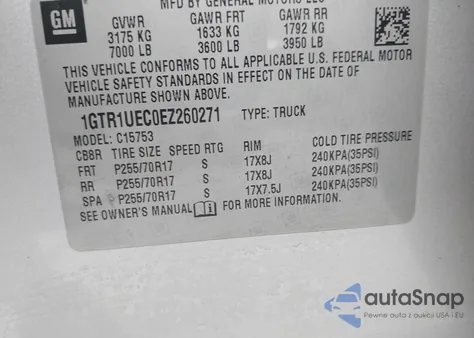 MFD BY GENERAL MOTORS LLC
GM
GVWR GAWR FRT GAWR RR
3175 KG 1633 KG 1792 KG
7000 LB 3600 LB 3950 LB
THIS VEHICLE CONFORMS TO ALL APPLICABLE U.S. FEDERAL MOTOR
VEHICLE SAFETY STANDARDS IN EFFECT ON THE DATE OF
MANUFACTURE SHOWN ABOVE.
1GTR1UEC0EZ260271 TYPE: TRUCK
MODEL: C15753
CB8R TIRE SIZE SPEED RTG RIM COLD TIRE PRESSURE
FRT P255/70R17 S 17X8J 240KPA(35PSI)
RR P255/70R17 S 17X8J 240KPA(35PSI)
SPA P255/70R17 S 17X7.5J 240KPA(35PSI)
SEE OWNER'S MANUAL FOR MORE INFORMATION
autoSnap
Pewne auta z aukcji USA i EU